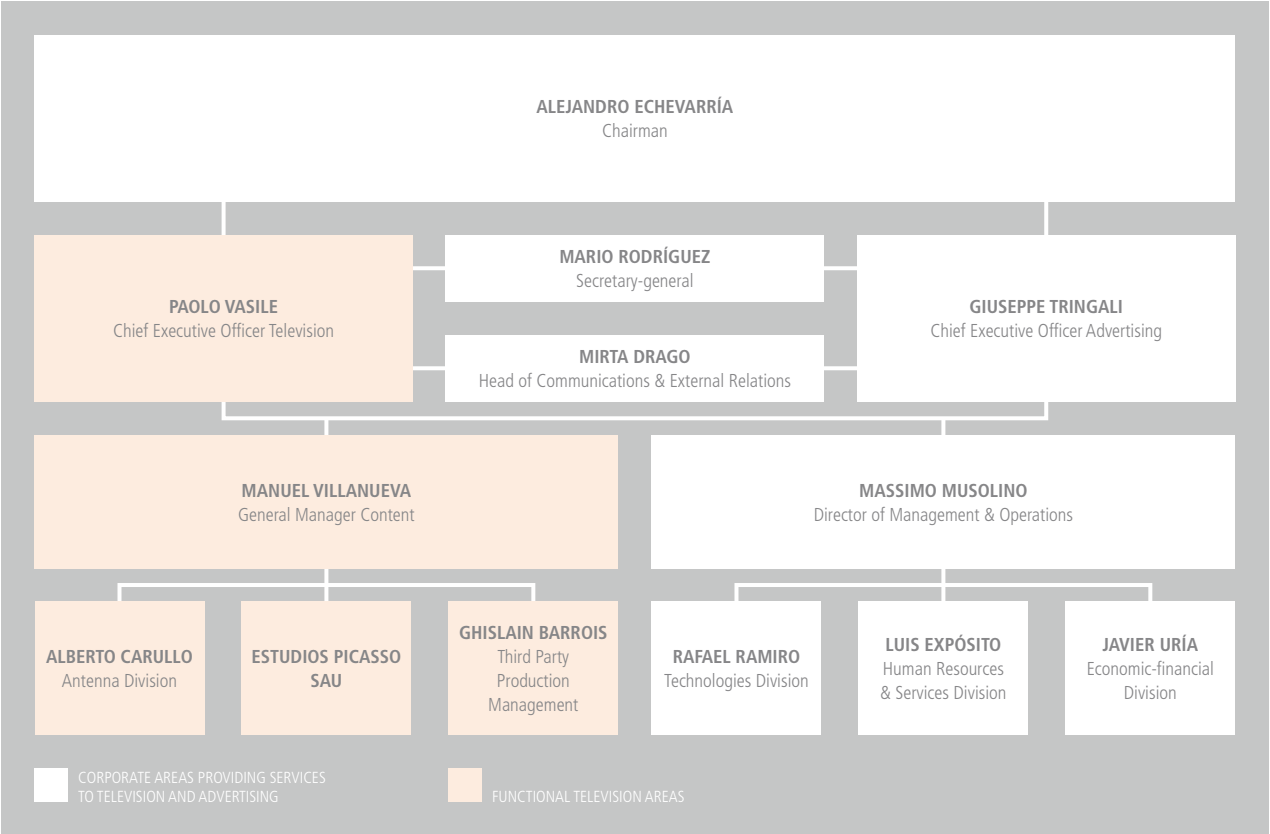 ALEJANDRO ECHEVARRÍA
Chairman
PAOLO VASILE
Chief Executive Officer Television
MARIO RODRÍGUEZ
Secretary-general
MIRTA DRAGO
Head of Communications & External Relations
GIUSEPPE TRINGALI
Chief Executive Officer Advertising
MANUEL VILLANUEVA
General Manager Content
MASSIMO MUSOLINO
Director of Management & Operations
ALBERTO CARULLO
Antenna Division
ESTUDIOS PICASSO
SAU
GHISLAIN BARROIS
Third Party
Production
Management
RAFAEL RAMIRO
Technologies Division
LUIS EXPÓSITO
Human Resources
& Services Division
JAVIER URÍA
Economic-financial
Division
CORPORATE AREAS PROVIDING SERVICES
TO TELEVISION AND ADVERTISING
FUNCTIONAL TELEVISION AREAS